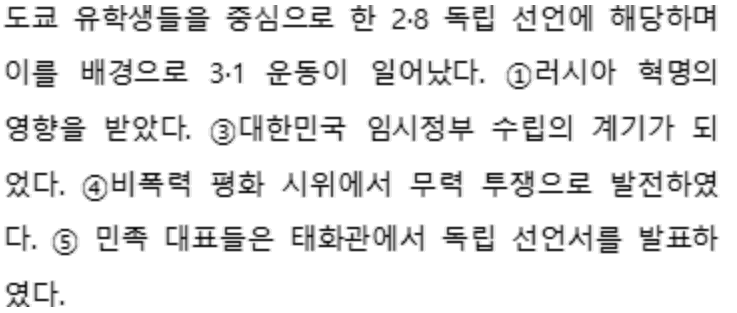 도쿄 유학생들을 중심으로 한 2·8 독립 선언에 해당하며
이를 배경으로 3·1 운동이 일어났다. ①러시아 혁명의
영향을 받았다. ③대한민국 임시정부 수립의 계기가 되
었다. ④비폭력 평화 시위에서 무력 투쟁으로 발전하였
다. ⑤ 민족 대표들은 태화관에서 독립 선언서를 발표하
였다.